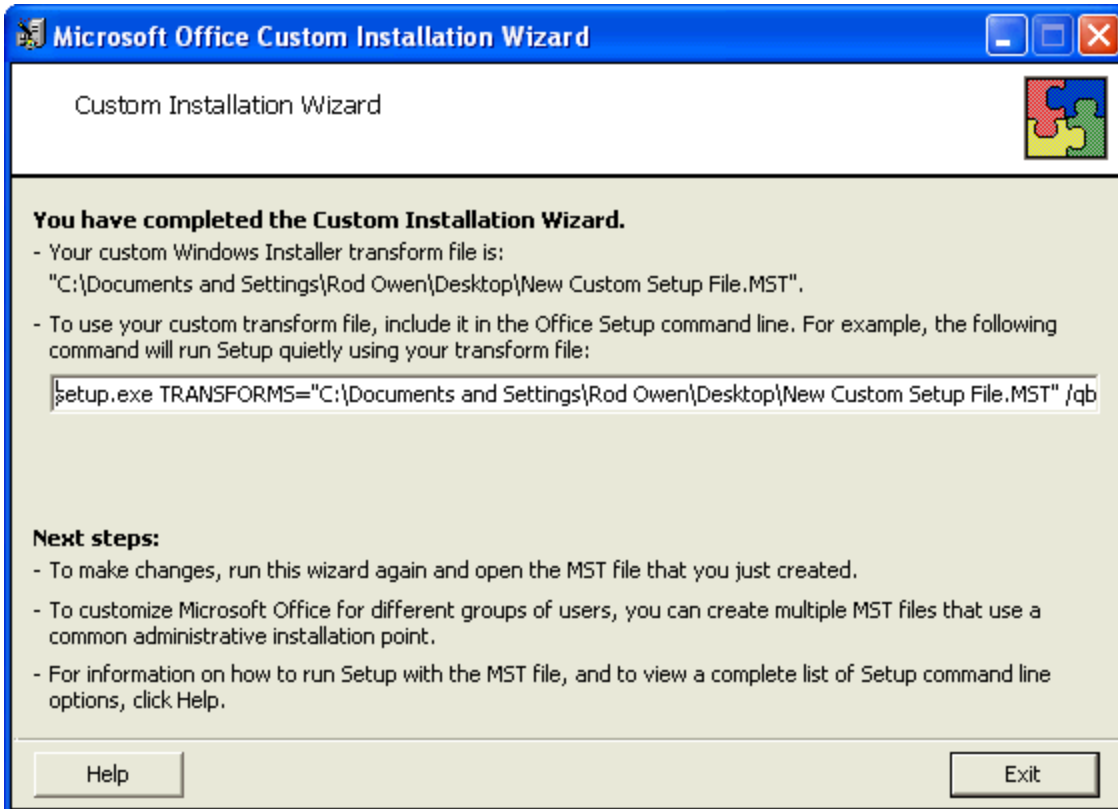 Microsoft Office Custom Installation Wizard
Custom Installation Wizard
You have completed the Custom Installation Wizard.
- Your custom Windows Installer transform file is:
"C:\Documents and Settings\Rod Owen\Desktop\New Custom Setup File.MST".
- To use your custom transform file, include it in the Office Setup command line. For example, the following
command will run Setup quietly using your transform file:
setup.exe TRANSFORMS="C:\Documents and Settings\Rod Owen\Desktop\New Custom Setup File.MST" /qb
Next steps:
- To make changes, run this wizard again and open the MST file that you just created.
- To customize Microsoft Office for different groups of users, you can create multiple MST files that use a
common administrative installation point.
- For information on how to run Setup with the MST file, and to view a complete list of Setup command line
options, click Help.
Help
Exit